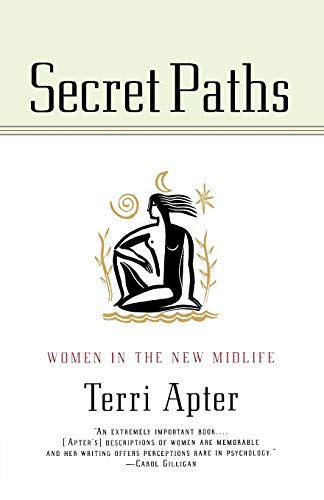 Secret Paths
WOMEN IN THE NEW MIDLIFE
Terri Apter
"AN EXTREMELY IMPORTANT BOOK....
[APTER'S] DESCRIPTIONS OF WOMEN ARE MEMORABLE
AND HER WRITING OFFERS PERCEPTIONS RARE IN PSYCHOLOGY."
—CAROL GILLIGAN